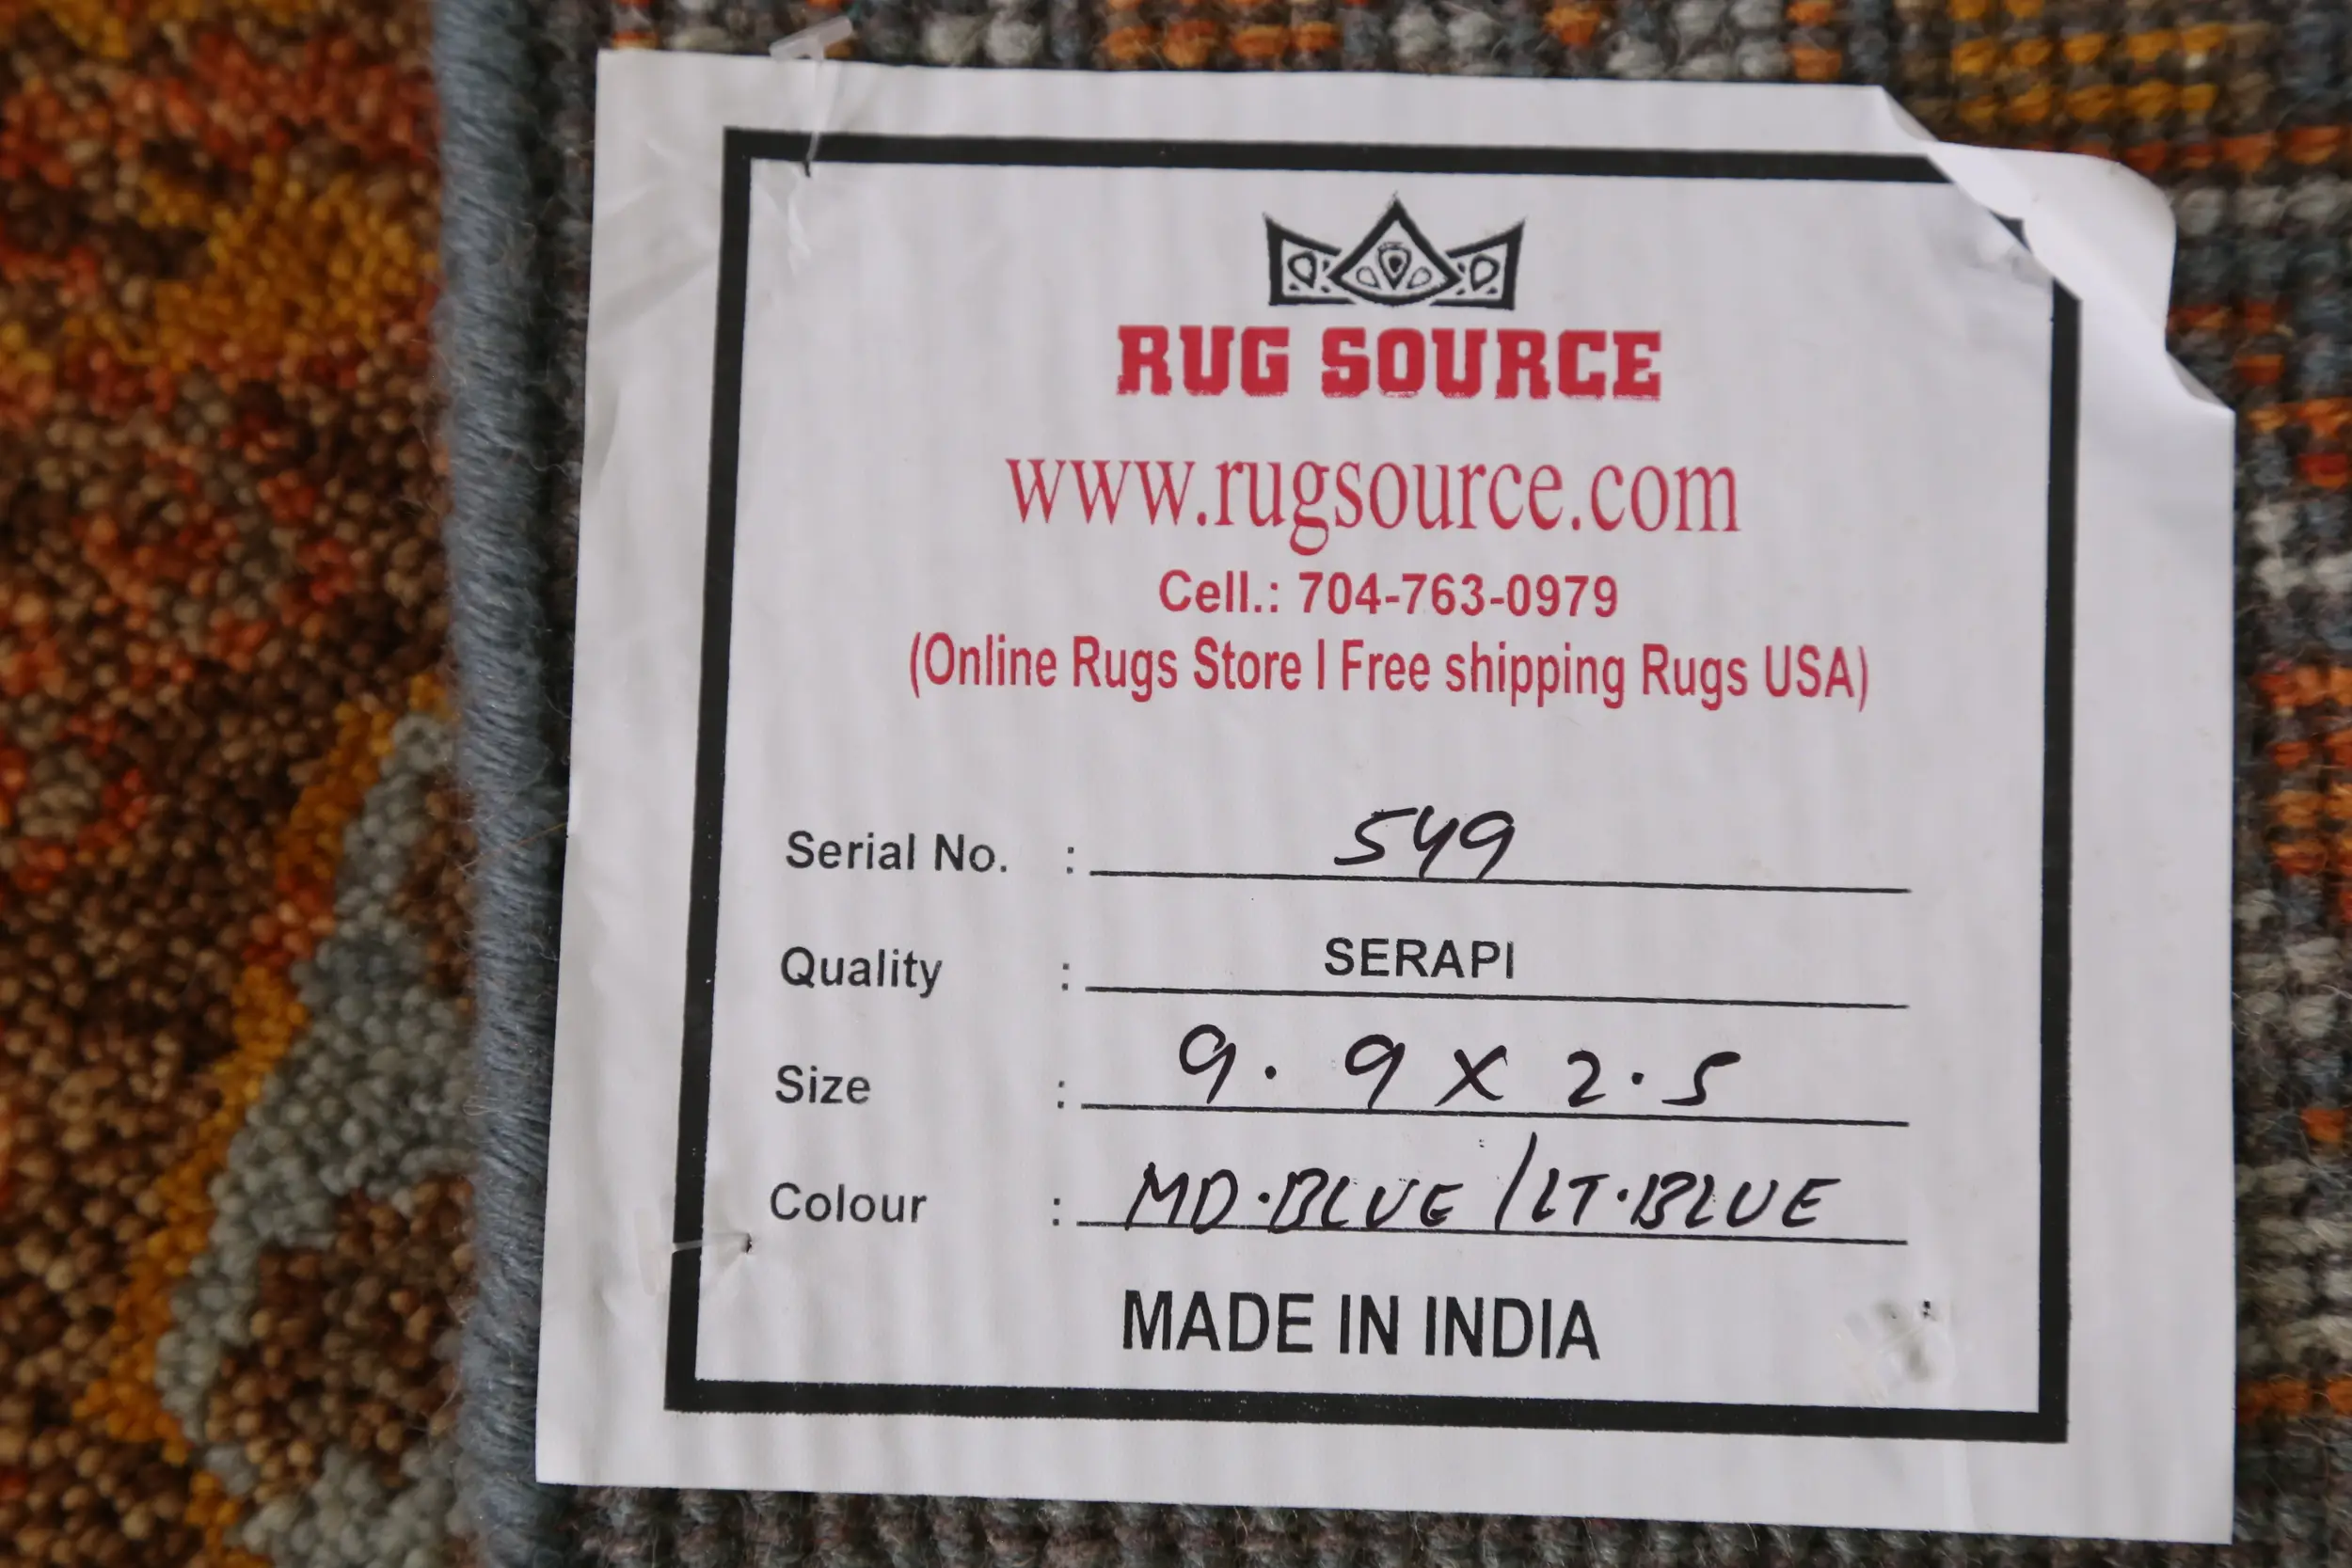 RUG SOURCE
www.rugsource.com
Cell.: 704-763-0979
(Online Rugs Store I Free shipping Rugs USA)
Serial No. : 549
Quality : SERAPI
Size : 9.9 X 2.5
Colour : MD.BLUE / LT.BLUE
MADE IN INDIA